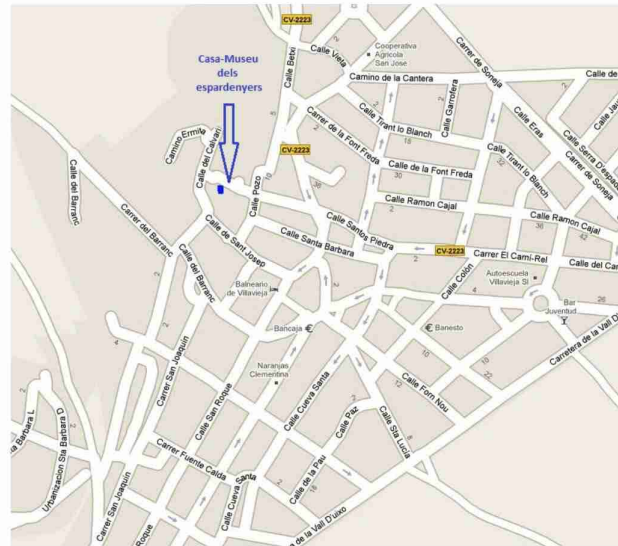 CV-2223
Casa-Museu
dels
espardenyers
Calle Betxi
Calle Vieta
Cooperativa
Agricola
San Jose
Carrer de Soneja
Camino de la Cantera
Calle de
Calle Garrofera
Calle Eras
Calle Tirant lo Blanch
Carrer de la Font Freda
CV-2223
Camino Ermita
Calle del Calvari
Calle Pozo
Calle de la Font Freda
Calle Tirant lo Blanch
Calle Serra D'espadà
Carrer de Soneja
Calle del Barranc
Carrer del Barranc
Calle Ramon Cajal
Calle Ramon Cajal
Calle Santos Piedra
Calle de Sant Josep
Calle Santa Barbara
CV-2223
Carrer El Camí-Rel
Calle del Barranc
Calle Colón
Autoescuela
Villavieja Sl
Balneario
de Villavieja
Bar
Juventud
Bancaja
Banesto
Carretera de la Vall D'
Naranjas
Clementina
Carrer San Joaquín
Calle San Roque
Calle Cueva Santa
Calle Forn Nou
Calle Paz
Calle Sta Lucia
Barbara L
Urbanizacion Sta Barbara D
Carrer Fuente Calda
Calle de la Pau
Carrer San Joaquin
Roque
Calle Cueva Santa
de la Vall D'uixo